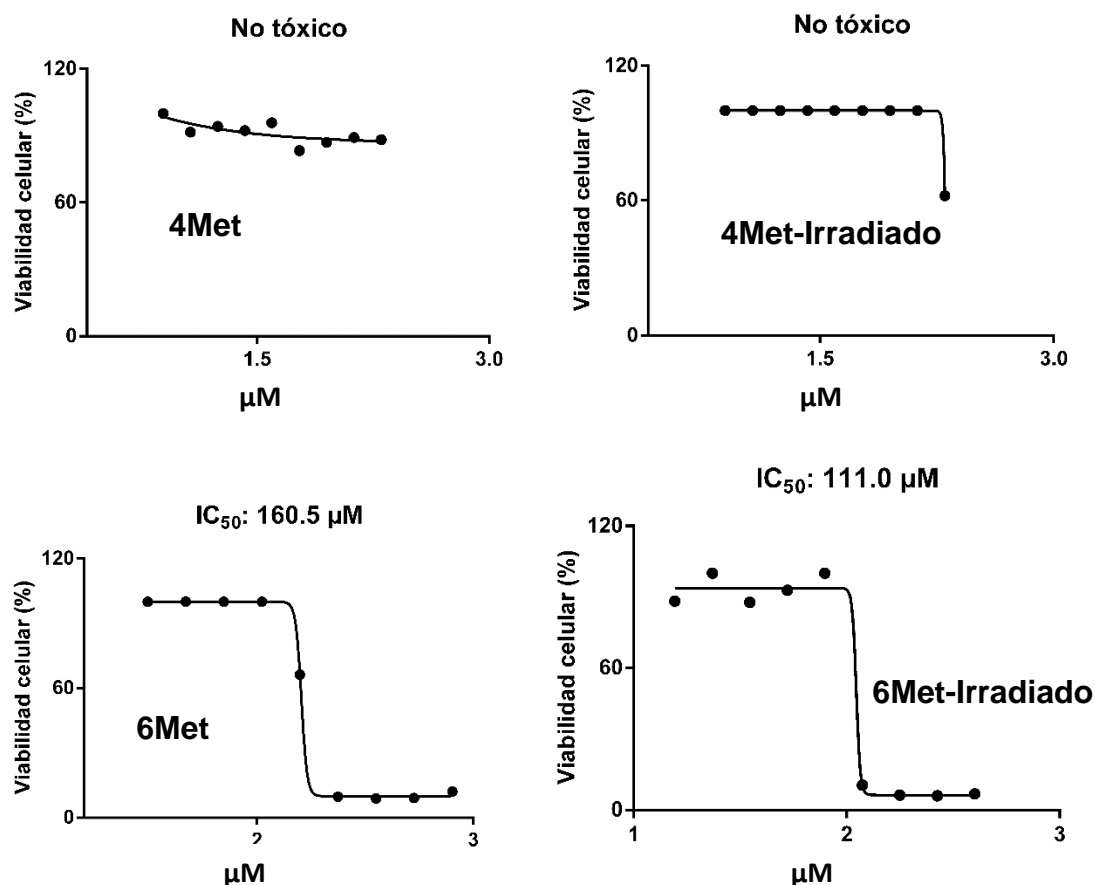 No tóxico
120
60
0
Viabilidad celular (%)
4Met
1.5
3.0
µM
No tóxico
120
60
0
Viabilidad celular (%)
4Met-Irradiado
1.5
3.0
µM
IC50: 160.5 µM
120
60
0
Viabilidad celular (%)
6Met
2
3
µM
IC50: 111.0 µM
120
60
0
Viabilidad celular (%)
6Met-Irradiado
1
2
3
µM